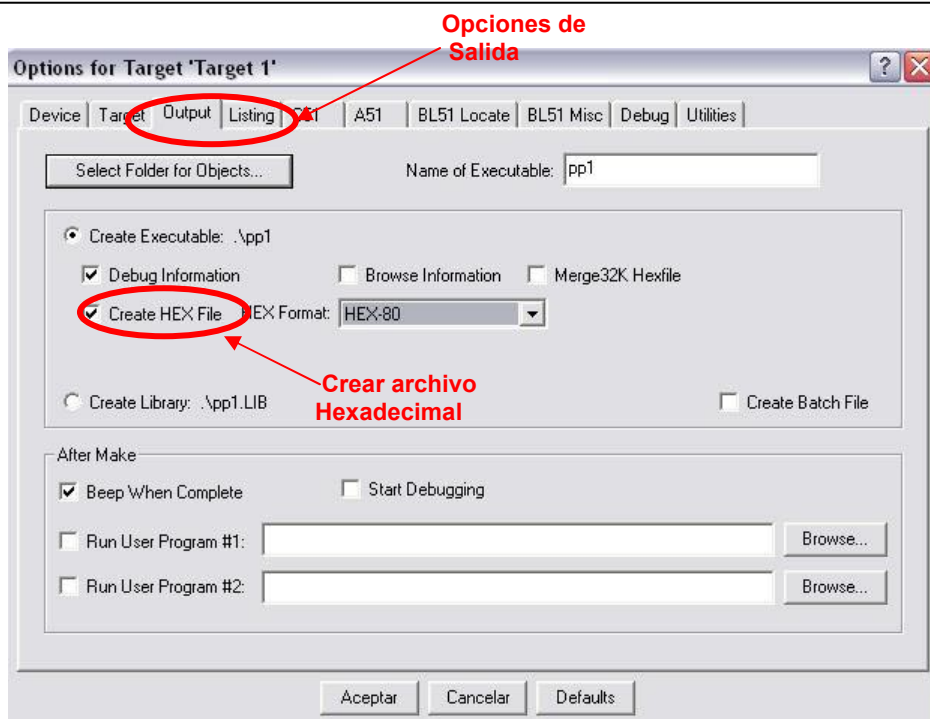 Opciones de
Salida
Options for Target 'Target 1'
Device Target Output Listing C51 A51 BL51 Locate BL51 Misc Debug Utilities
Select Folder for Objects... Name of Executable: pp1
Create Executable: .\pp1
Debug Information Browse Information Merge32K Hexfile
Create HEX File HEX Format: HEX-80
Crear archivo
Hexadecimal
Create Library: .\pp1.LIB Create Batch File
After Make
Beep When Complete Start Debugging
Run User Program #1: Browse...
Run User Program #2: Browse...
Aceptar Cancelar Defaults